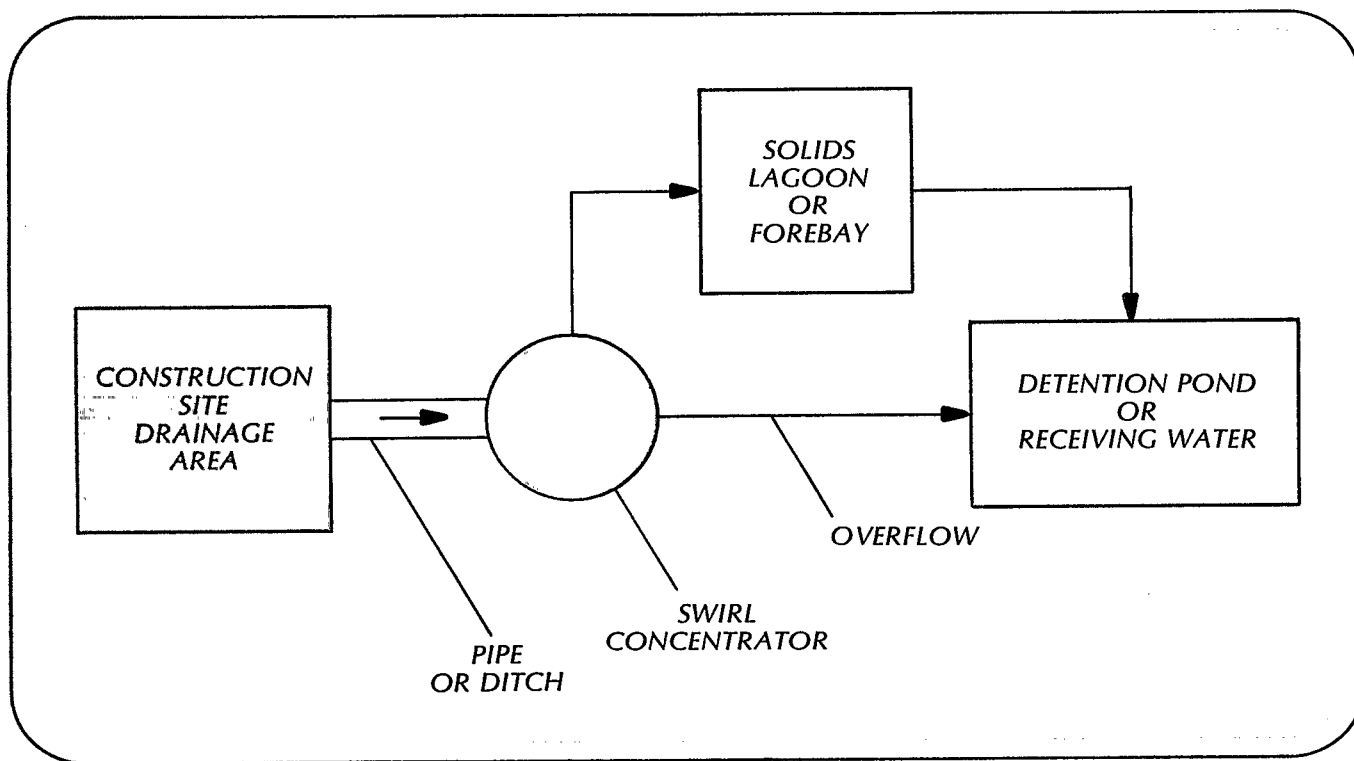 SOLIDS
LAGOON
OR
FOREBAY
CONSTRUCTION
SITE
DRAINAGE
AREA
DETENTION POND
OR
RECEIVING WATER
OVERFLOW
SWIRL
CONCENTRATOR
PIPE
OR DITCH